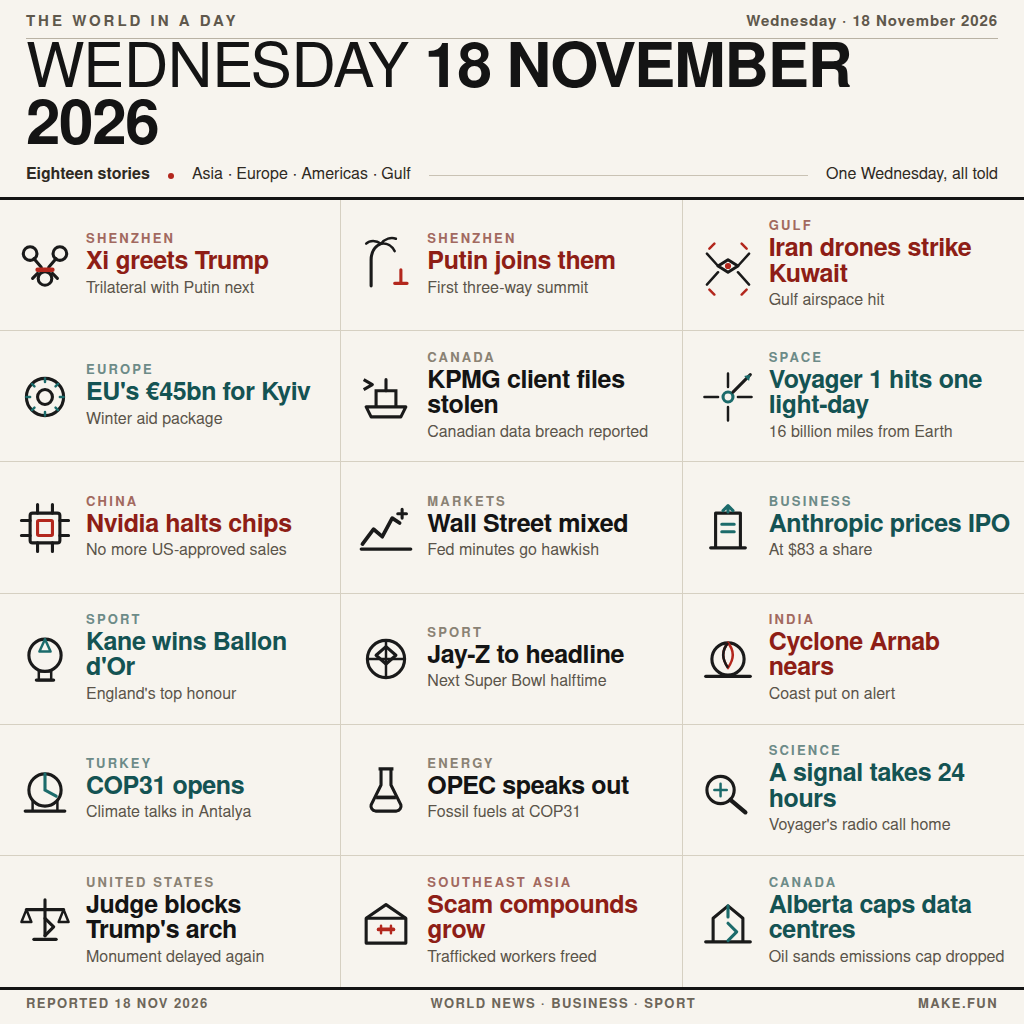 THE WORLD IN A DAY
Wednesday · 18 November 2026
WEDNESDAY 18 NOVEMBER
2026
Eighteen stories • Asia · Europe · Americas · Gulf
One Wednesday, all told
SHENZHEN
Xi greets Trump
Trilateral with Putin next
SHENZHEN
Putin joins them
First three-way summit
GULF
Iran drones strike
Kuwait
Gulf airspace hit
EUROPE
EU's €45bn for Kyiv
Winter aid package
CANADA
KPMG client files
stolen
Canadian data breach reported
SPACE
Voyager 1 hits one
light-day
16 billion miles from Earth
CHINA
Nvidia halts chips
No more US-approved sales
MARKETS
Wall Street mixed
Fed minutes go hawkish
BUSINESS
Anthropic prices IPO
At $83 a share
SPORT
Kane wins Ballon
d'Or
England's top honour
SPORT
Jay-Z to headline
Next Super Bowl halftime
INDIA
Cyclone Arnab
nears
Coast put on alert
TURKEY
COP31 opens
Climate talks in Antalya
ENERGY
OPEC speaks out
Fossil fuels at COP31
SCIENCE
A signal takes 24
hours
Voyager's radio call home
UNITED STATES
Judge blocks
Trump's arch
Monument delayed again
SOUTHEAST ASIA
Scam compounds
grow
Trafficked workers freed
CANADA
Alberta caps data
centres
Oil sands emissions cap dropped
REPORTED 18 NOV 2026
WORLD NEWS · BUSINESS · SPORT
MAKE.FUN